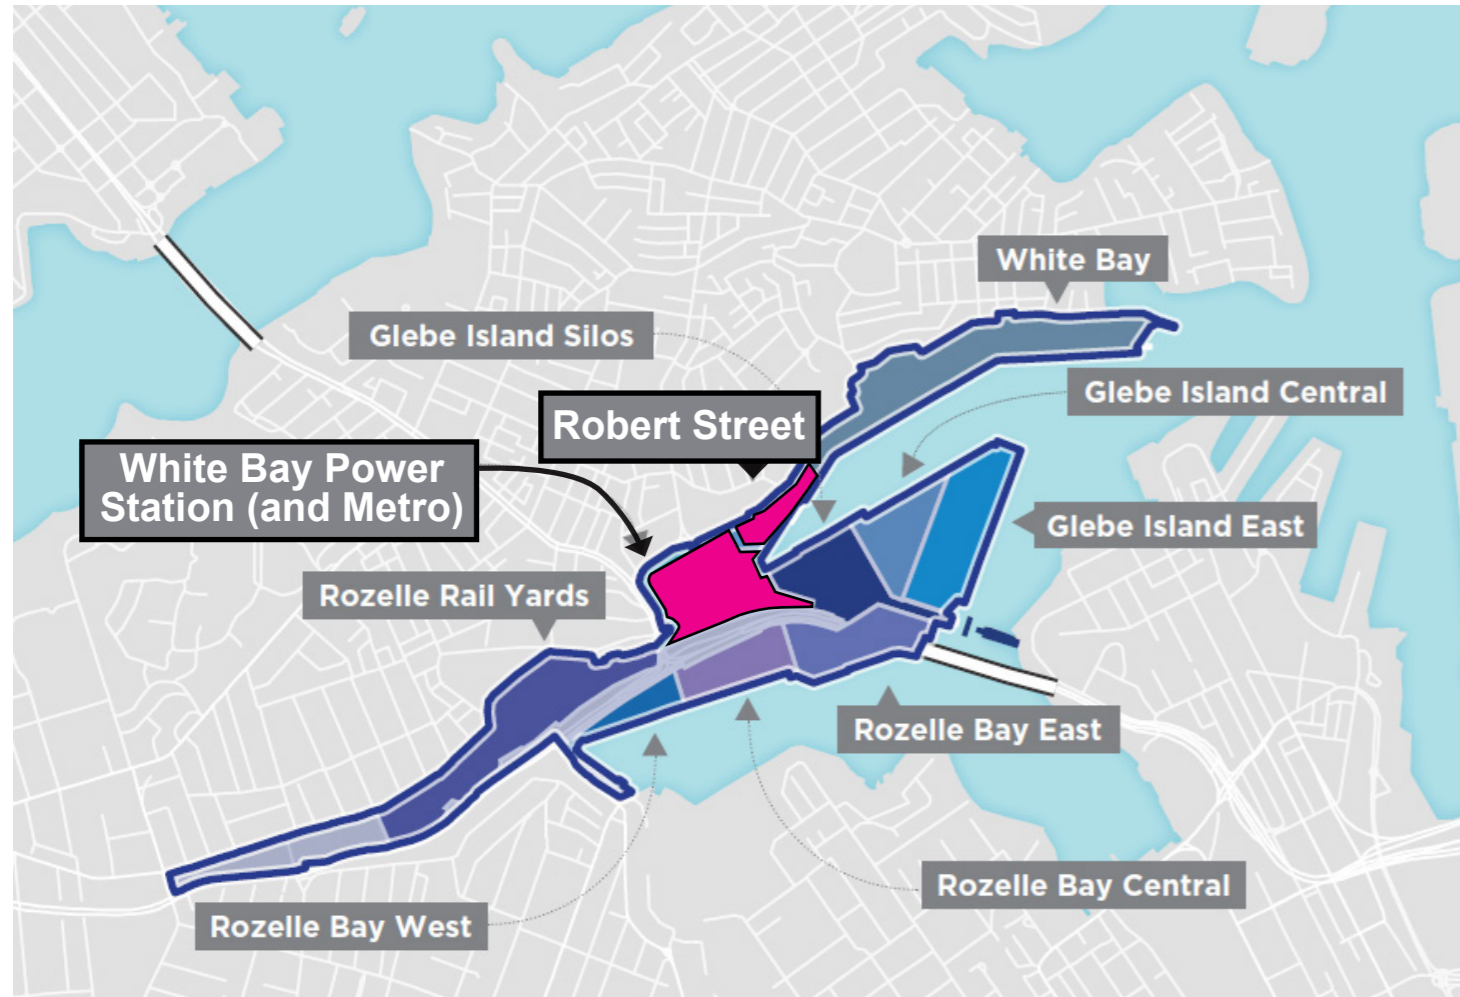 White Bay
Glebe Island Silos
Glebe Island Central
Robert Street
White Bay Power
Station (and Metro)
Glebe Island East
Rozelle Rail Yards
Rozelle Bay East
Rozelle Bay Central
Rozelle Bay West